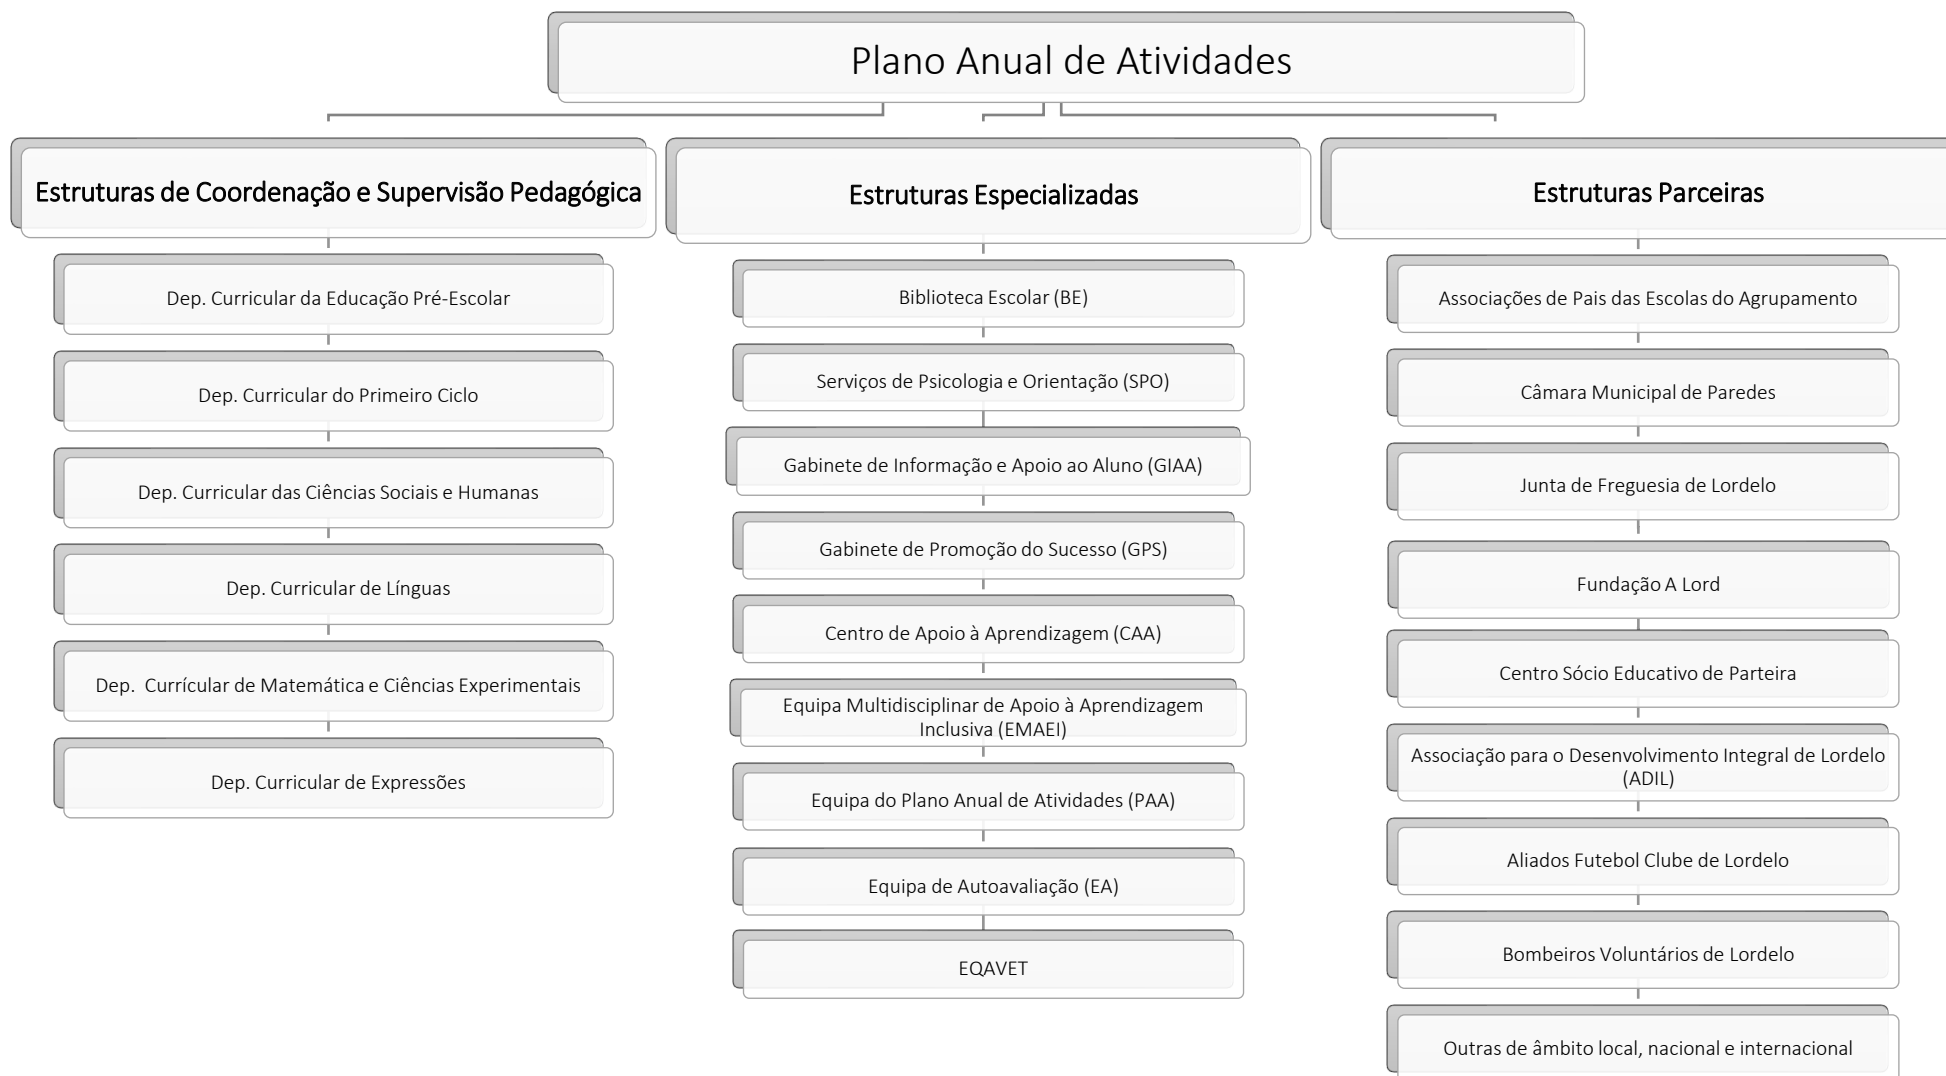 Plano Anual de Atividades
Estruturas de Coordenação e Supervisão Pedagógica
Dep. Curricular da Educação Pré-Escolar
Dep. Curricular do Primeiro Ciclo
Dep. Curricular das Ciências Sociais e Humanas
Dep. Curricular de Línguas
Dep.  Currícular de Matemática e Ciências Experimentais
Dep. Curricular de Expressões
Estruturas Especializadas
Biblioteca Escolar (BE)
Serviços de Psicologia e Orientação (SPO)
Gabinete de Informação e Apoio ao Aluno (GIAA)
Gabinete de Promoção do Sucesso (GPS)
Centro de Apoio à Aprendizagem (CAA)
Equipa Multidisciplinar de Apoio à Aprendizagem
Inclusiva (EMAEI)
Equipa do Plano Anual de Atividades (PAA)
Equipa de Autoavaliação (EA)
EQAVET
Estruturas Parceiras
Associações de Pais das Escolas do Agrupamento
Câmara Municipal de Paredes
Junta de Freguesia de Lordelo
Fundação A Lord
Centro Sócio Educativo de Parteira
Associação para o Desenvolvimento Integral de Lordelo
(ADIL)
Aliados Futebol Clube de Lordelo
Bombeiros Voluntários de Lordelo
Outras de âmbito local, nacional e internacional